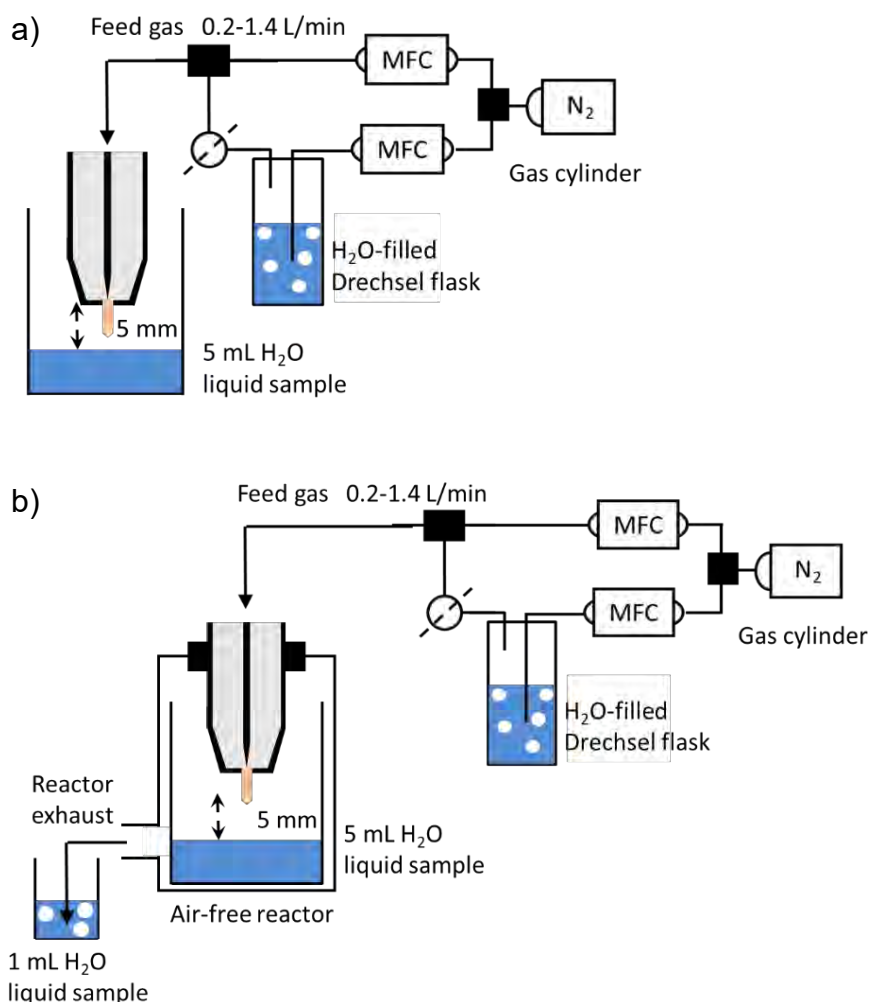 a)
Feed gas 0.2-1.4 L/min
MFC
N₂
MFC
Gas cylinder
H₂O-filled
Drechsel flask
5 mm
5 mL H₂O
liquid sample
b)
Feed gas 0.2-1.4 L/min
MFC
N₂
MFC
Gas cylinder
H₂O-filled
Drechsel flask
Reactor
exhaust
5 mm
5 mL H₂O
liquid sample
Air-free reactor
1 mL H₂O
liquid sample